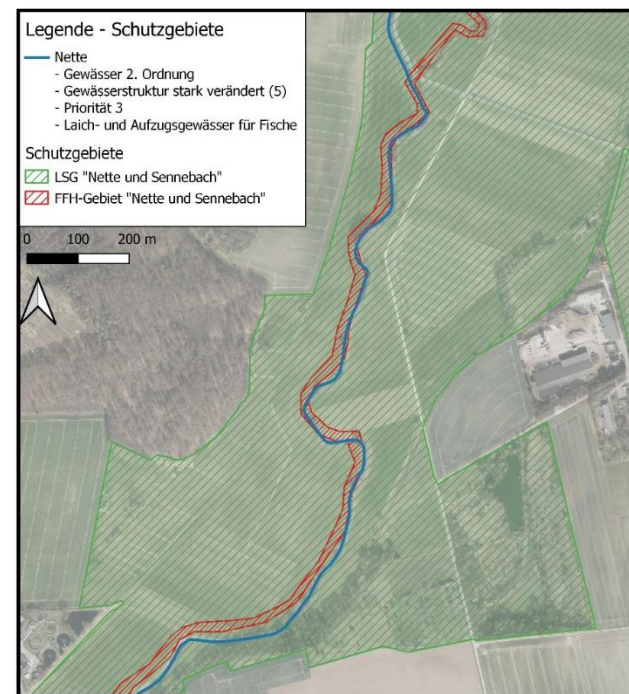 Legende - Schutzgebiete
Nette
- Gewässer 2. Ordnung
- Gewässerstruktur stark verändert (5)
- Priorität 3
- Laich- und Aufzugsgewässer für Fische
Schutzgebiete
LSG "Nette und Sennebach"
FFH-Gebiet "Nette und Sennebach"
0 100 200 m